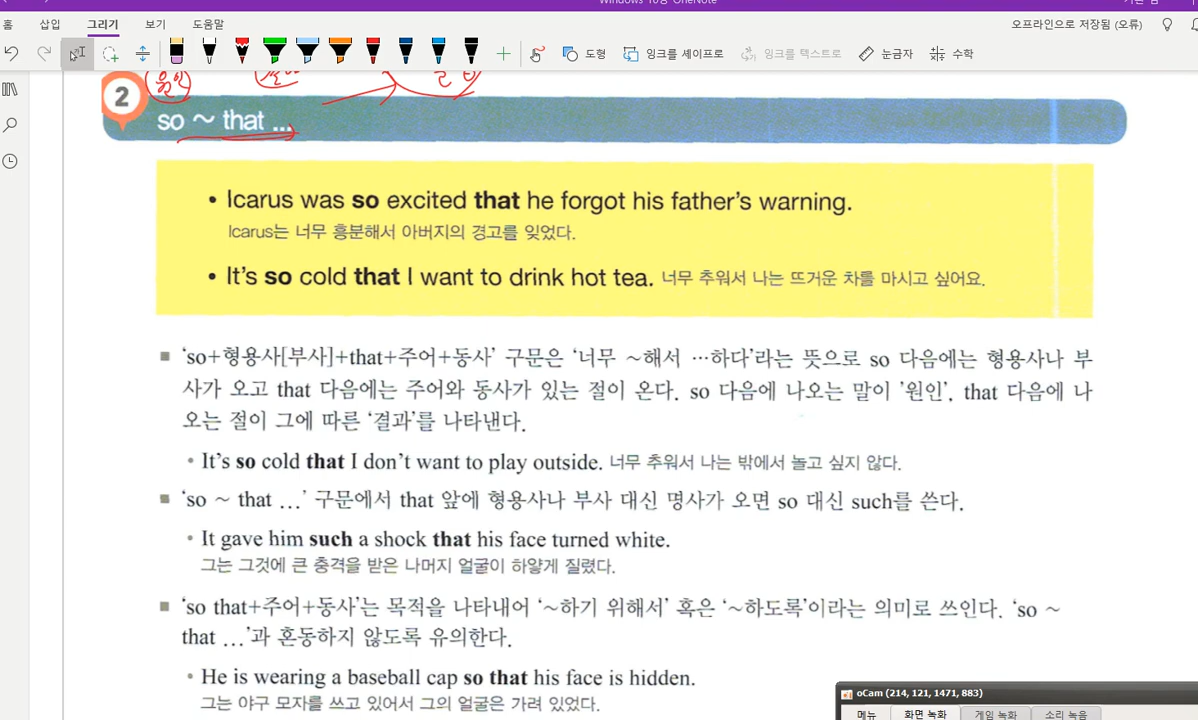 Windows 10용 OneNote
홈 삽입 그리기 보기 도움말 오프라인으로 저장됨 (오류)
도형 잉크를 셰이프로 잉크를 텍스트로 눈금자 수학
원인
2
so ~ that ...
• Icarus was so excited that he forgot his father's warning.
Icarus는 너무 흥분해서 아버지의 경고를 잊었다.
• It's so cold that I want to drink hot tea. 너무 추워서 나는 뜨거운 차를 마시고 싶어요.
■ ‘so+형용사[부사]+that+주어+동사’ 구문은 ‘너무 ~해서 …하다’라는 뜻으로 so 다음에는 형용사나 부
사가 오고 that 다음에는 주어와 동사가 있는 절이 온다. so 다음에 나오는 말이 ’원인’, that 다음에 나
오는 절이 그에 따른 ‘결과’를 나타낸다.
• It's so cold that I don't want to play outside. 너무 추워서 나는 밖에서 놀고 싶지 않다.
■ ‘so ~ that …’ 구문에서 that 앞에 형용사나 부사 대신 명사가 오면 so 대신 such를 쓴다.
• It gave him such a shock that his face turned white.
그는 그것에 큰 충격을 받은 나머지 얼굴이 하얗게 질렸다.
■ ‘so that+주어+동사’는 목적을 나타내어 ‘~하기 위해서’ 혹은 ‘~하도록’이라는 의미로 쓰인다. ‘so ~
that …’과 혼동하지 않도록 유의한다.
• He is wearing a baseball cap so that his face is hidden.
그는 야구 모자를 쓰고 있어서 그의 얼굴은 가려 있었다.
oCam (214, 121, 1471, 883)
메뉴 화면 녹화 게임 녹화 소리 녹음